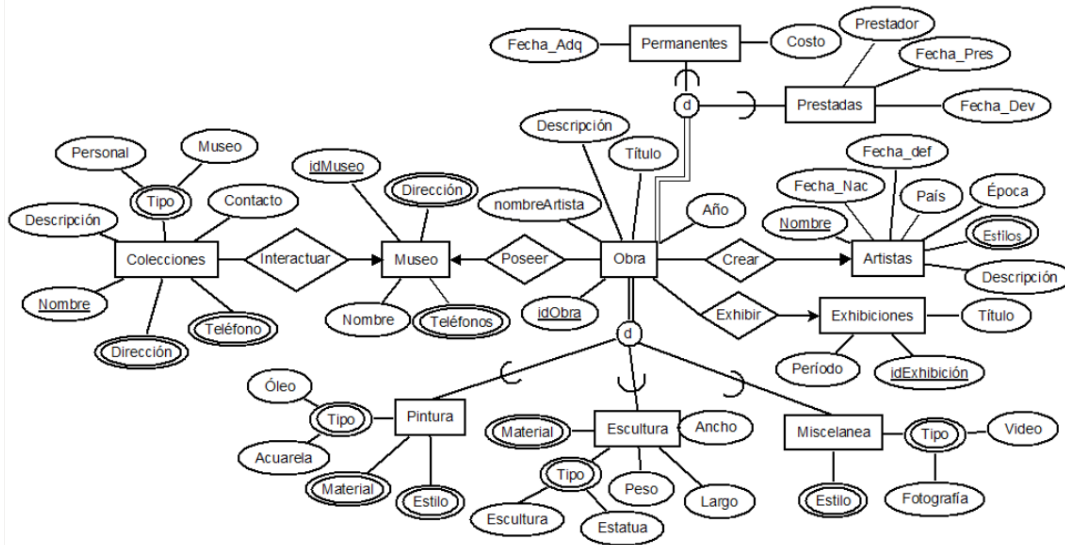 Prestador
Fecha_Adq
Permanentes
Costo
Fecha_Pres
d
Prestadas
Fecha_Dev
Descripción
Título
Fecha_def
Personal
Museo
idMuseo
Dirección
Fecha_Nac
País
Época
Tipo
Contacto
nombreArtista
Año
Nombre
Estilos
Descripción
Colecciones
Interactuar
Museo
Poseer
Obra
Crear
Artistas
Descripción
Nombre
Teléfono
Nombre
Teléfonos
idObra
Exhibir
Exhibiciones
Título
Dirección
d
Período
idExhibición
Óleo
Tipo
Pintura
Material
Escultura
Ancho
Miscelanea
Tipo
Video
Acuarela
Material
Estilo
Tipo
Peso
Largo
Estilo
Fotografía
Escultura
Estatua